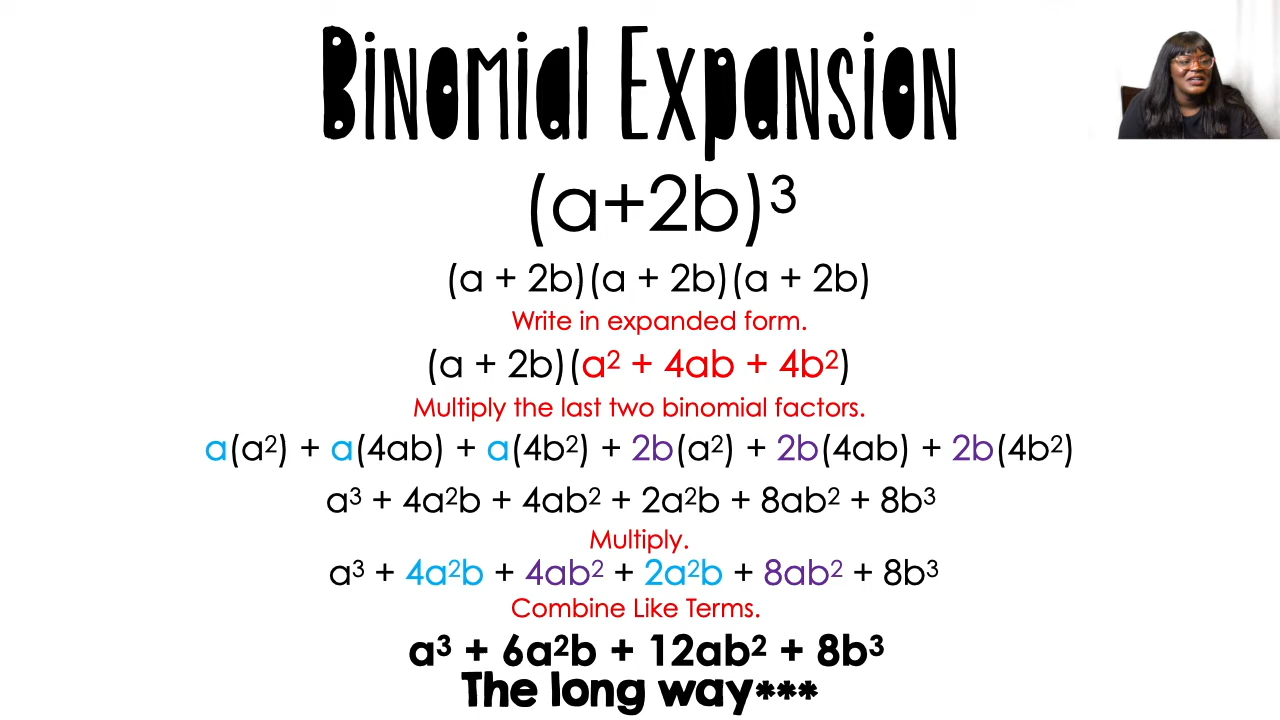 Binomial Expansion
(a+2b)³
(a + 2b)(a + 2b)(a + 2b)
Write in expanded form.
(a + 2b)(a² + 4ab + 4b²)
Multiply the last two binomial factors.
a(a²) + a(4ab) + a(4b²) + 2b(a²) + 2b(4ab) + 2b(4b²)
a³ + 4a²b + 4ab² + 2a²b + 8ab² + 8b³
Multiply.
a³ + 4a²b + 4ab² + 2a²b + 8ab² + 8b³
Combine Like Terms.
a³ + 6a²b + 12ab² + 8b³
The long way***